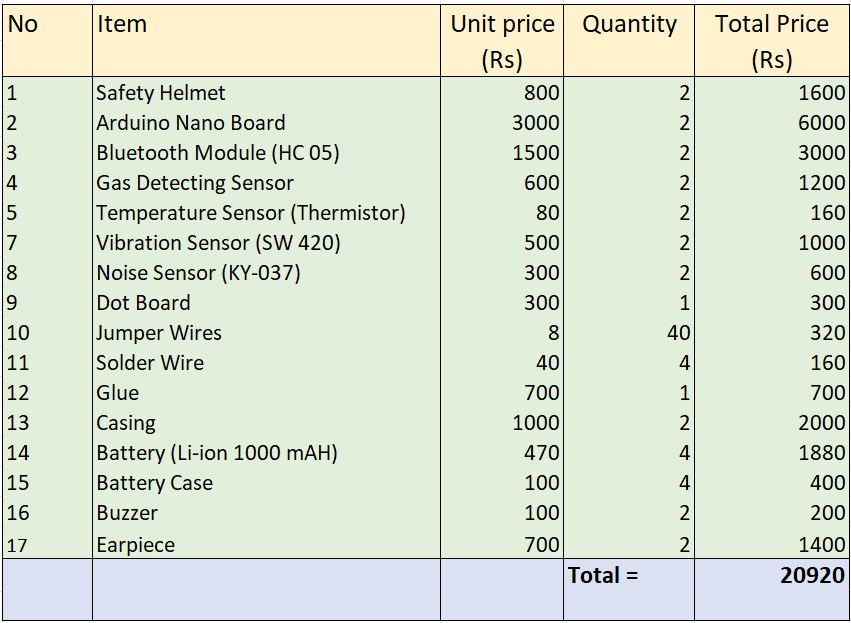 No Item Unit price (Rs) Quantity Total Price (Rs)
1 Safety Helmet 800 2 1600
2 Arduino Nano Board 3000 2 6000
3 Bluetooth Module (HC 05) 1500 2 3000
4 Gas Detecting Sensor 600 2 1200
5 Temperature Sensor (Thermistor) 80 2 160
7 Vibration Sensor (SW 420) 500 2 1000
8 Noise Sensor (KY-037) 300 2 600
9 Dot Board 300 1 300
10 Jumper Wires 8 40 320
11 Solder Wire 40 4 160
12 Glue 700 1 700
13 Casing 1000 2 2000
14 Battery (Li-ion 1000 mAH) 470 4 1880
15 Battery Case 100 4 400
16 Buzzer 100 2 200
17 Earpiece 700 2 1400
Total = 20920